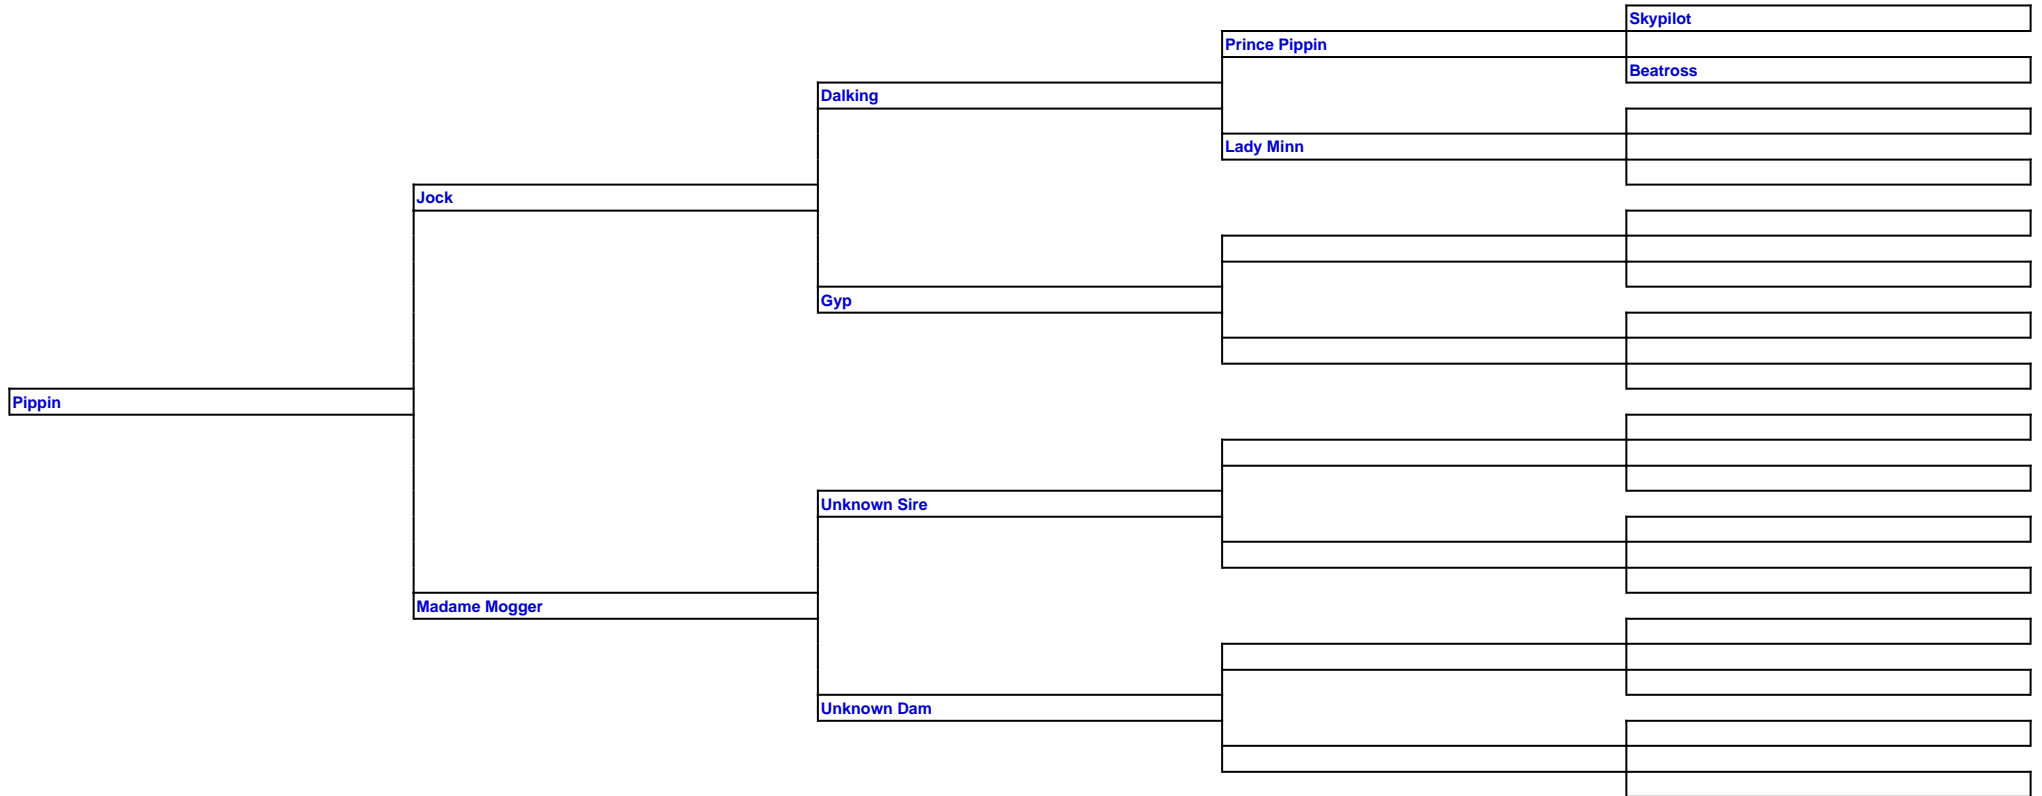 Skypilot
Prince Pippin
Beatross
Dalking
Lady Minn
Jock
Gyp
Pippin
Unknown Sire
Madame Mogger
Unknown Dam